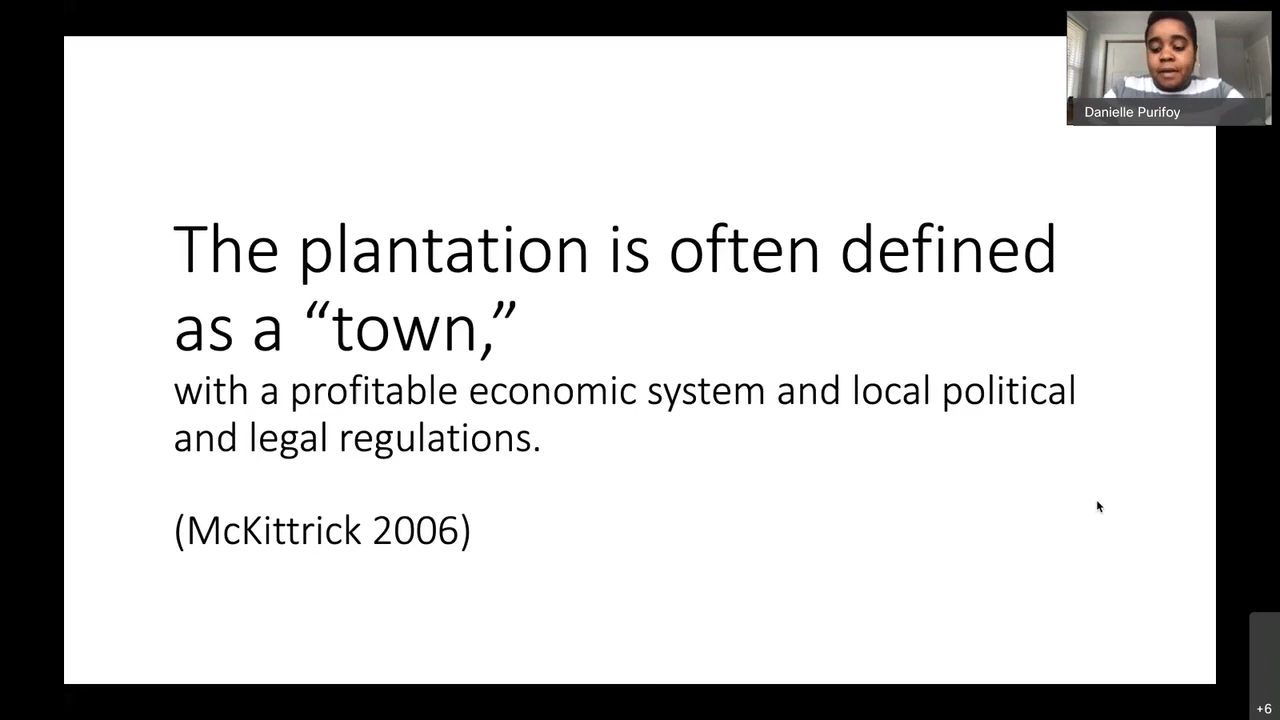 Danielle Purifoy
The plantation is often defined
as a “town,”
with a profitable economic system and local political
and legal regulations.
(McKittrick 2006)
+6